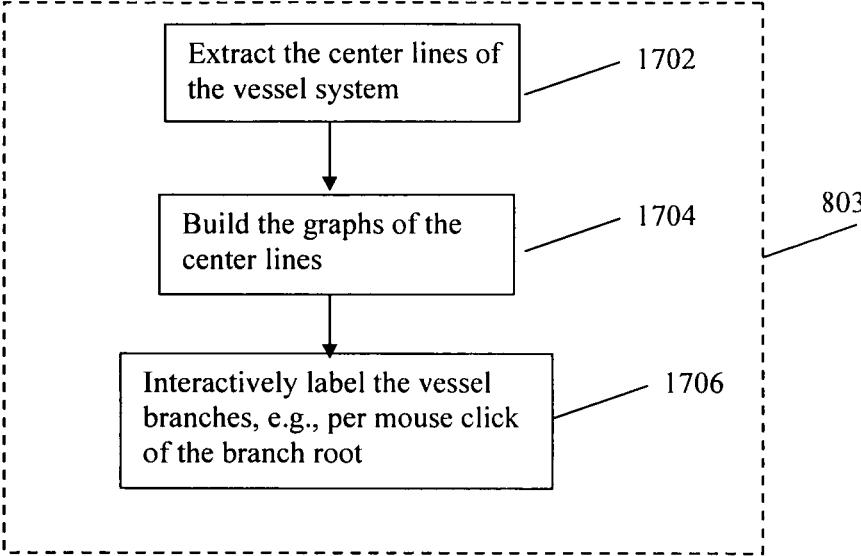 Extract the center lines of
the vessel system
1702
Build the graphs of the
center lines
1704
803
Interactively label the vessel
branches, e.g., per mouse click
of the branch root
1706